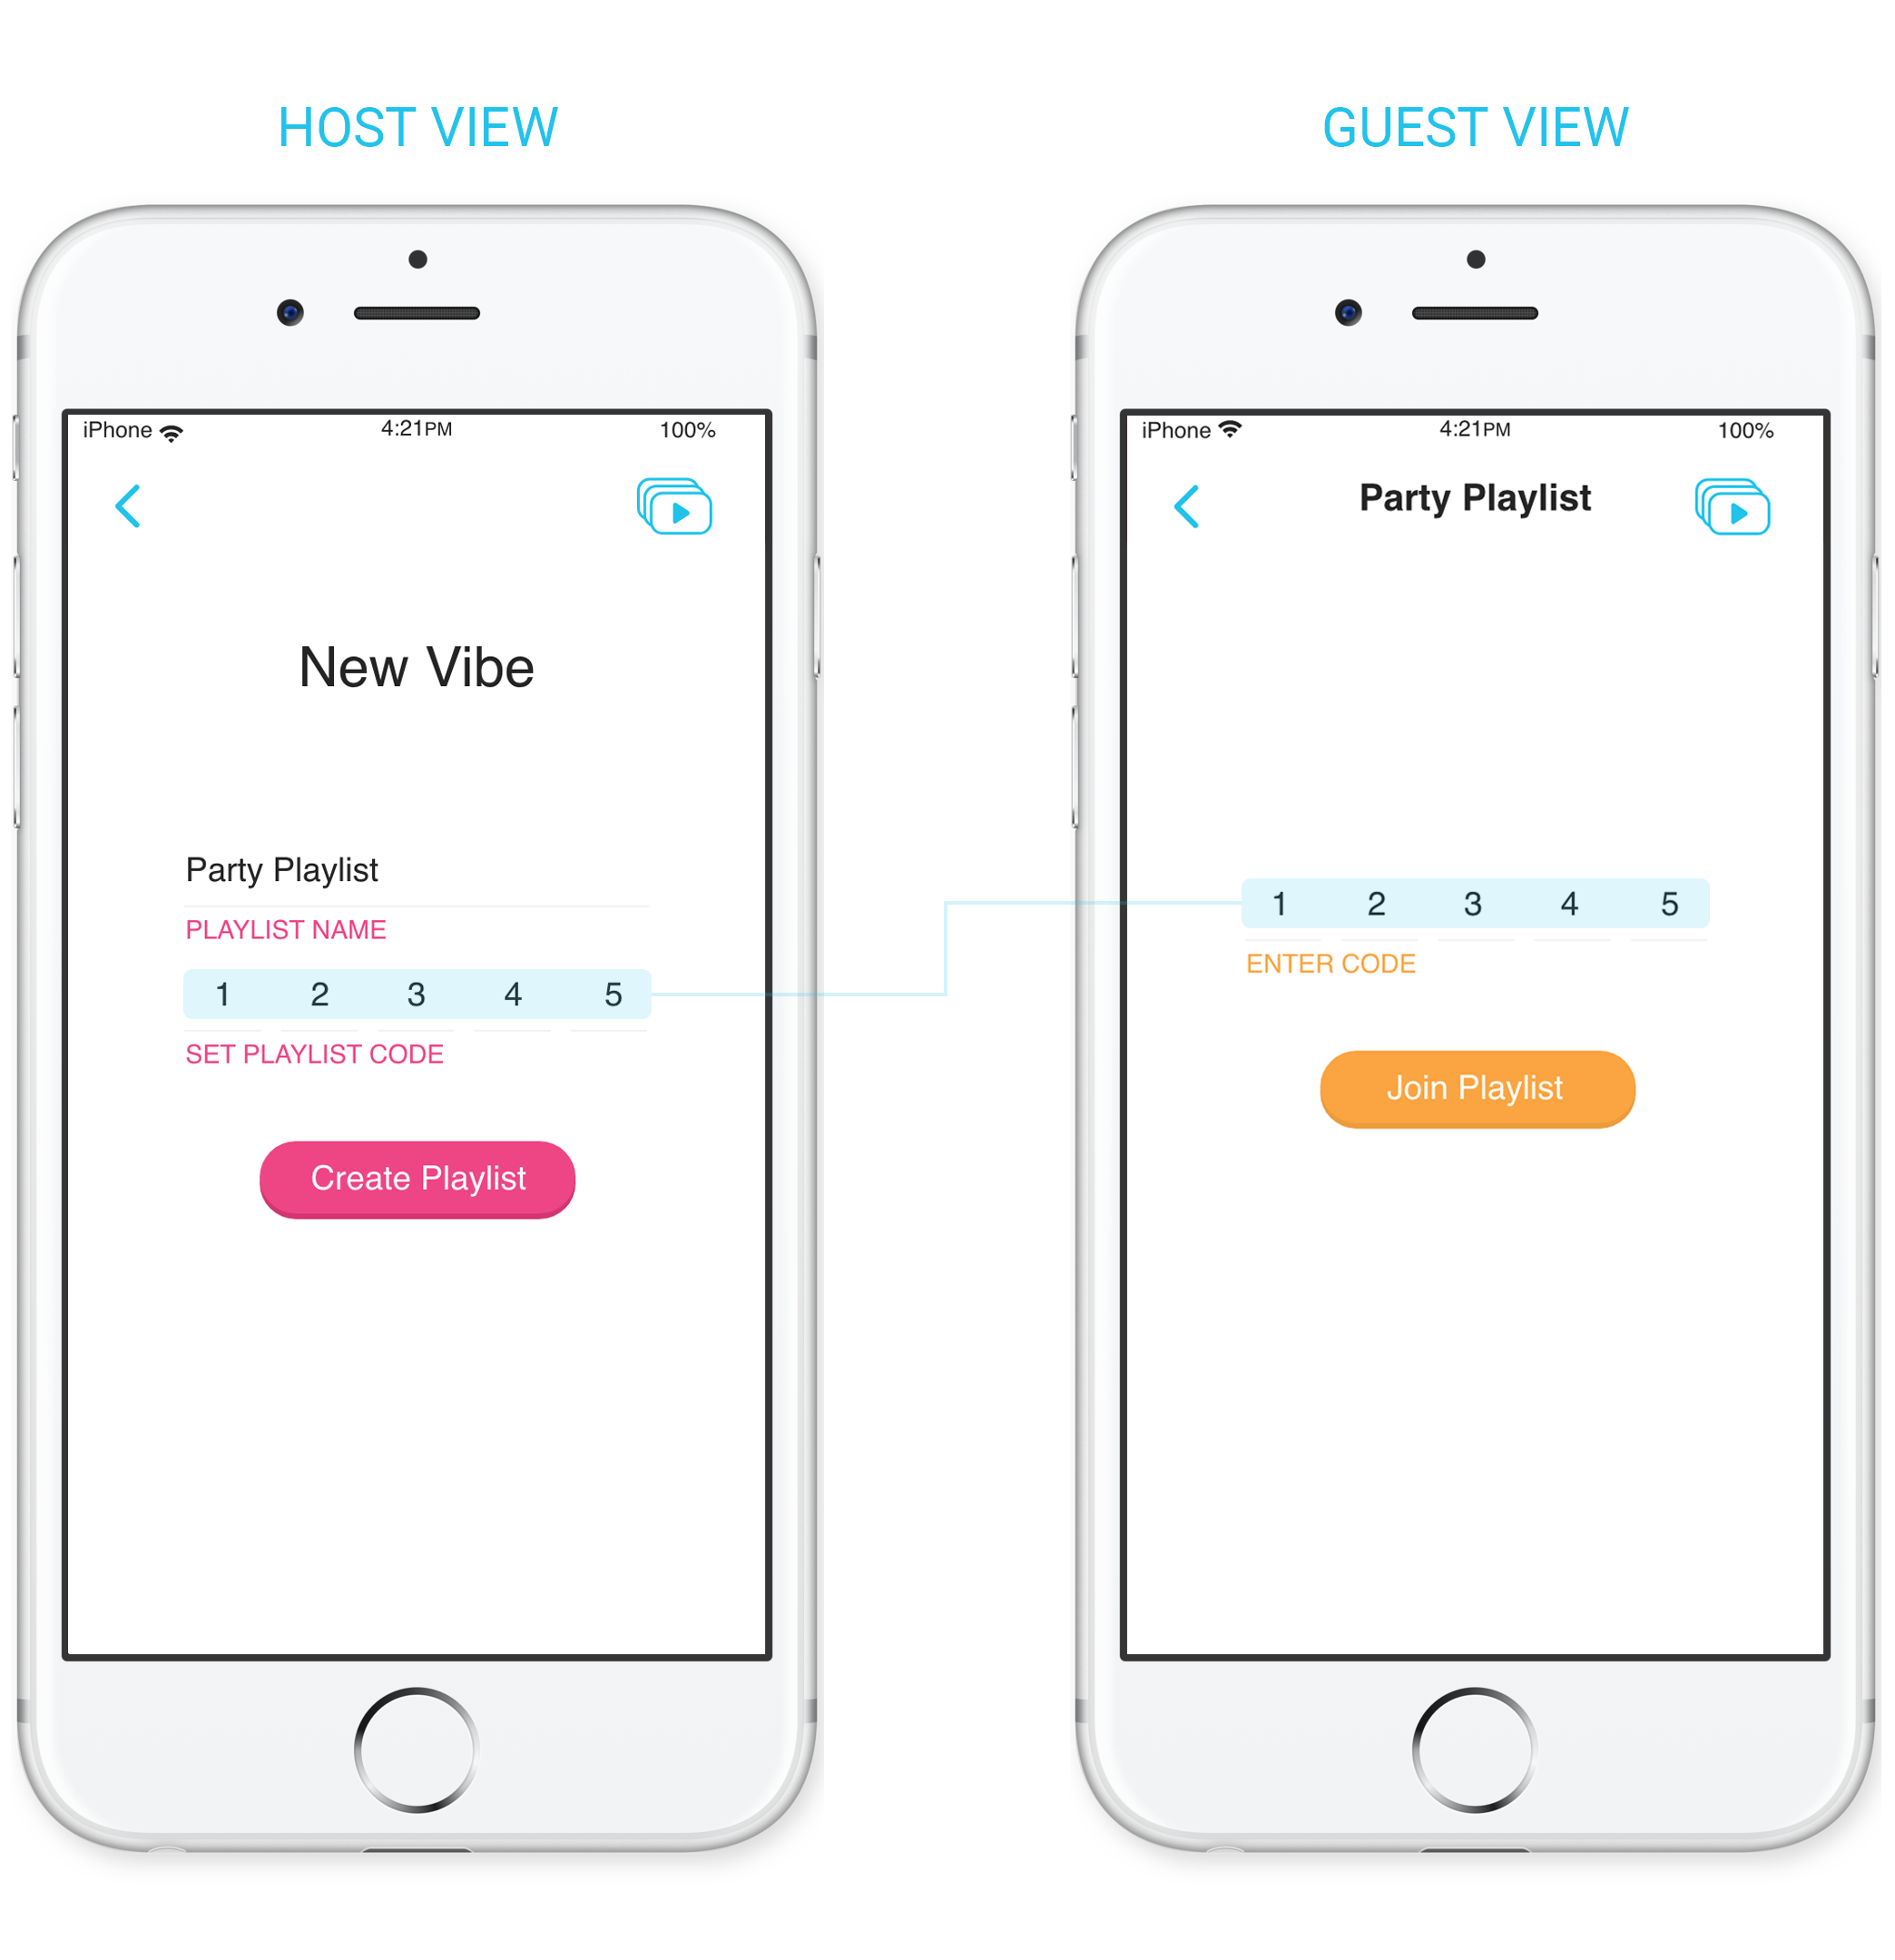 HOST VIEW
iPhone 4:21PM 100%
New Vibe
Party Playlist
PLAYLIST NAME
1 2 3 4 5
SET PLAYLIST CODE
Create Playlist
GUEST VIEW
iPhone 4:21PM 100%
Party Playlist
1 2 3 4 5
ENTER CODE
Join Playlist